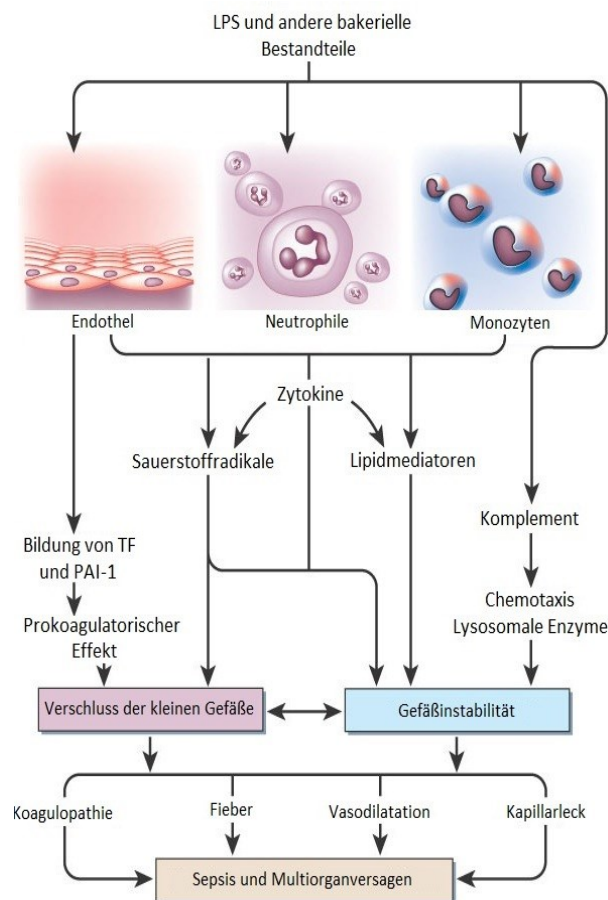 LPS und andere bakerielle
Bestandteile
Endothel
Neutrophile
Monozyten
Zytokine
Sauerstoffradikale
Lipidmediatoren
Komplement
Bildung von TF
und PAI-1
Chemotaxis
Lysosomale Enzyme
Prokoagulatorischer
Effekt
Verschluss der kleinen Gefäße
Gefäßinstabilität
Koagulopathie
Fieber
Vasodilatation
Kapillarleck
Sepsis und Multiorganversagen